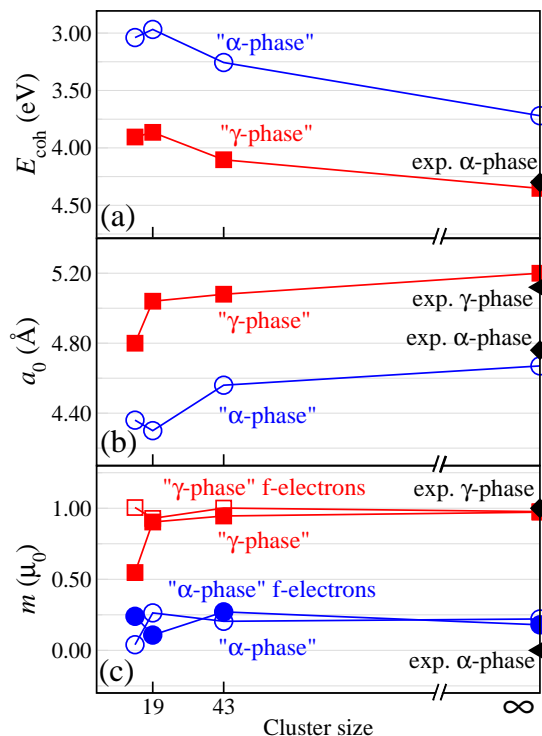 3.00
"α-phase"
3.50
E_coh (eV)
"γ-phase"
4.00
exp. α-phase
4.50
(a)
5.20
exp. γ-phase
"γ-phase"
exp. α-phase
4.80
a_0 (Å)
4.40
"α-phase"
(b)
"γ-phase" f-electrons
exp. γ-phase
1.00
"γ-phase"
m (μ_0)
0.50
"α-phase" f-electrons
"α-phase"
0.00
exp. α-phase
(c)
19
43
∞
Cluster size